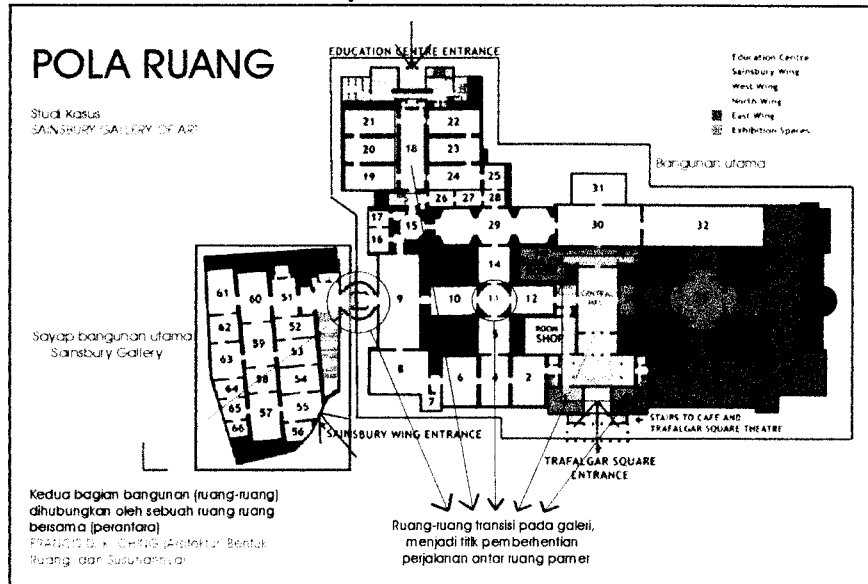 EDUCATION CENTRE ENTRANCE
POLA RUANG
Studi Kasus
SAINSBURY GALLERY OF ART
Education Centre
Sainsbury Wing
West Wing
North Wing
East Wing
Exhibition Spaces
Bangunan utama
21
22
18
20
23
19
24
25
26
27
28
31
17
16
15
29
30
32
14
9
10
11
12
CENTRAL
SHOP
5
8
7
6
4
2
61
60
51
62
52
59
63
53
58
64
54
65
57
55
66
56
Sayap bangunan utama
Sainsbury Gallery
SAINSBURY WING ENTRANCE
STAIRS TO CAFE AND
TRAFALGAR SQUARE THEATRE
TRAFALGAR SQUARE
ENTRANCE
Kedua bagian bangunan (ruang-ruang)
dihubungkan oleh sebuah ruang ruang
bersama (perantara)
FRANCIS D. K. CHING (Arsitektur, Bentuk
Ruang, dan Susunannya)
Ruang-ruang transisi pada galeri,
menjadi titik pemberhentian
perjalanan antar ruang pamer